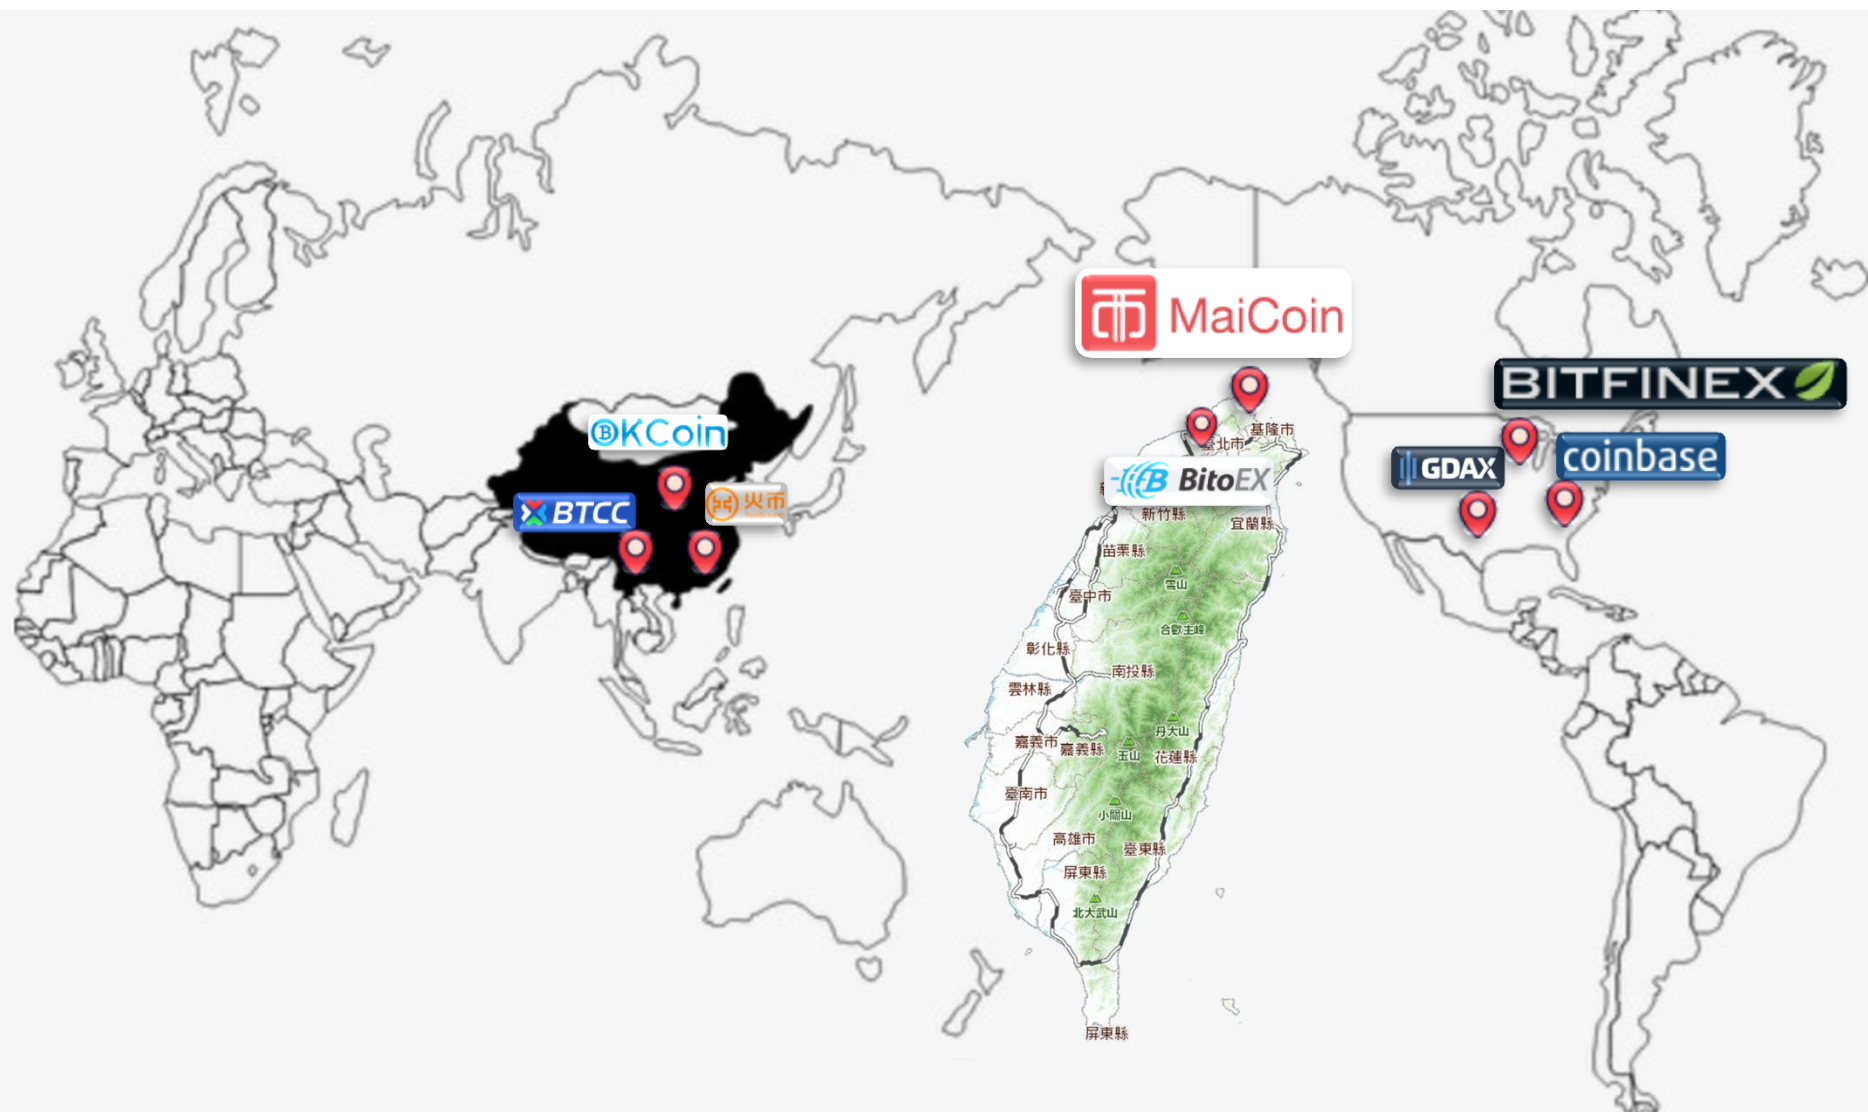 MaiCoin
BITFINEX
OKCoin
基隆市
臺北市
GDAX
coinbase
BitoEX
BTCC
火币
新竹縣
宜蘭縣
苗栗縣
雪山
臺中市
合歡主峰
彰化縣
南投縣
雲林縣
丹大山
嘉義市
嘉義縣
玉山
花蓮縣
臺南市
小關山
高雄市
臺東縣
屏東縣
北大武山
屏東縣